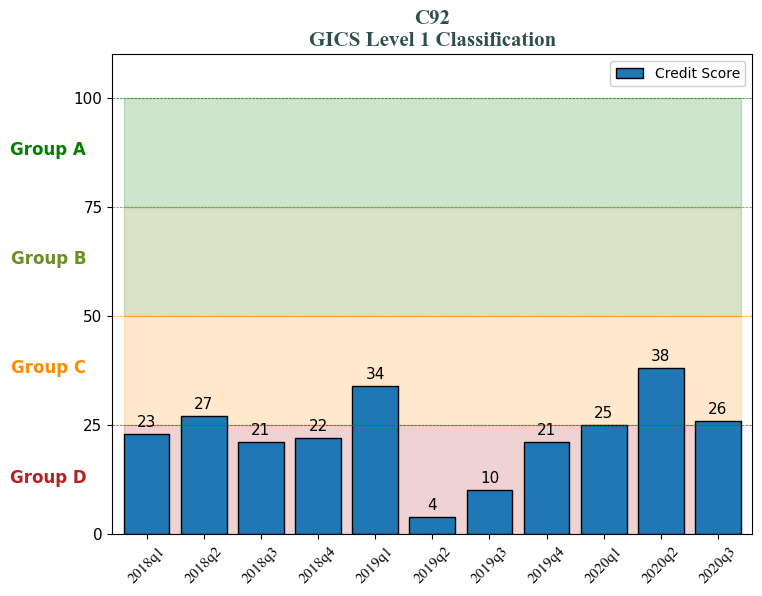 C92
GICS Level 1 Classification
Credit Score
100
75
50
25
0
Group A
Group B
Group C
Group D
23
27
21
22
34
4
10
21
25
38
26
2018q1
2018q2
2018q3
2018q4
2019q1
2019q2
2019q3
2019q4
2020q1
2020q2
2020q3